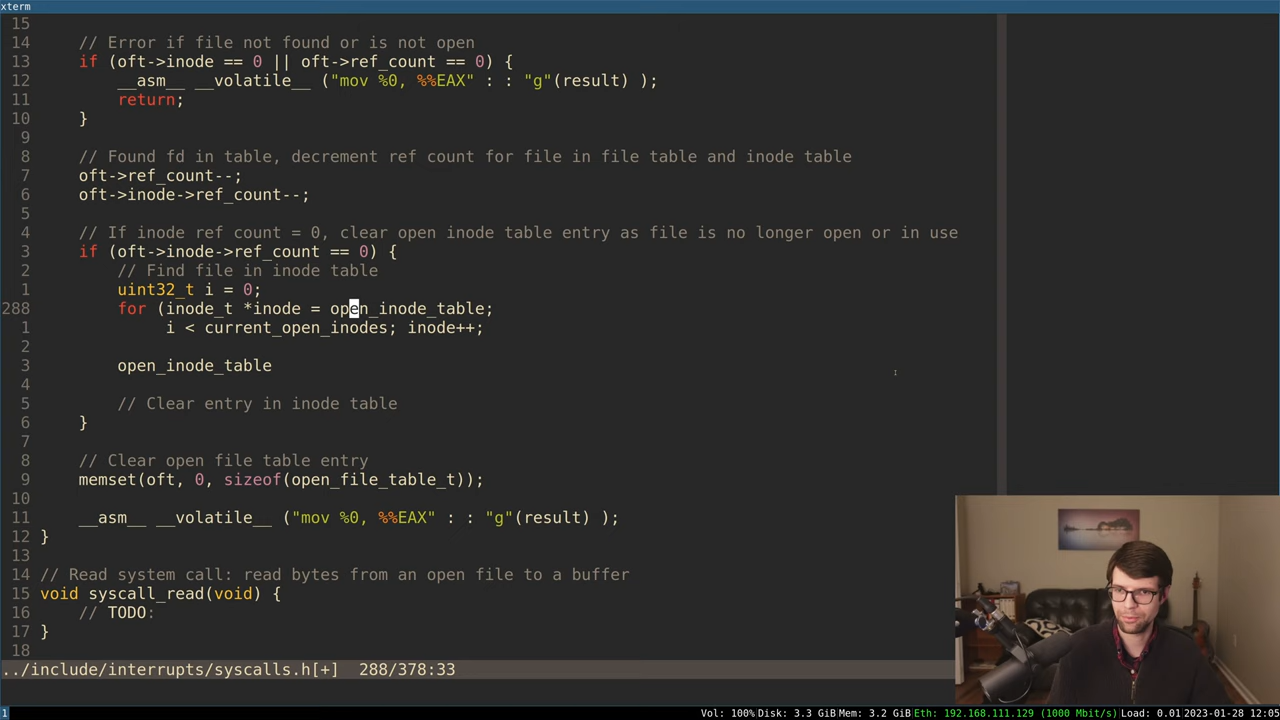 xterm
15
14 // Error if file not found or is not open
13 if (oft->inode == 0 || oft->ref_count == 0) {
12 __asm__ __volatile__ ("mov %0, %%EAX" : : "g"(result) );
11 return;
10 }
9
8 // Found fd in table, decrement ref count for file in file table and inode table
7 oft->ref_count--;
6 oft->inode->ref_count--;
5
4 // If inode ref count = 0, clear open inode table entry as file is no longer open or in use
3 if (oft->inode->ref_count == 0) {
2 // Find file in inode table
1 uint32_t i = 0;
288 for (inode_t *inode = open_inode_table;
1 i < current_open_inodes; inode++;
2
3 open_inode_table
4
5 // Clear entry in inode table
6 }
7
8 // Clear open file table entry
9 memset(oft, 0, sizeof(open_file_table_t));
10
11 __asm__ __volatile__ ("mov %0, %%EAX" : : "g"(result) );
12 }
13
14 // Read system call: read bytes from an open file to a buffer
15 void syscall_read(void) {
16 // TODO:
17 }
18
../include/interrupts/syscalls.h[+] 288/378:33
1 Vol: 100% Disk: 3.3 GiB Mem: 3.2 GiB Eth: 192.168.111.129 (1000 Mbit/s) Load: 0.01 2023-01-28 12:05